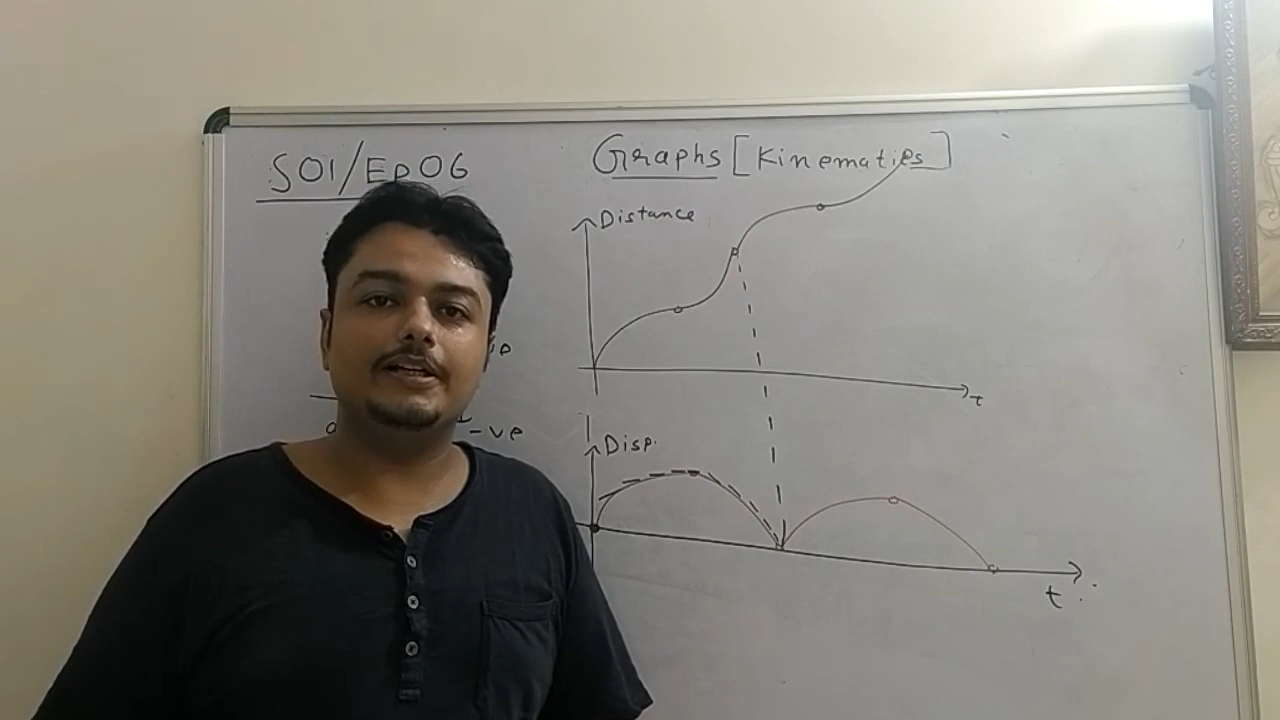 S01/EP06
Graphs [Kinematics]
Distance
t
-ve
Disp.
t